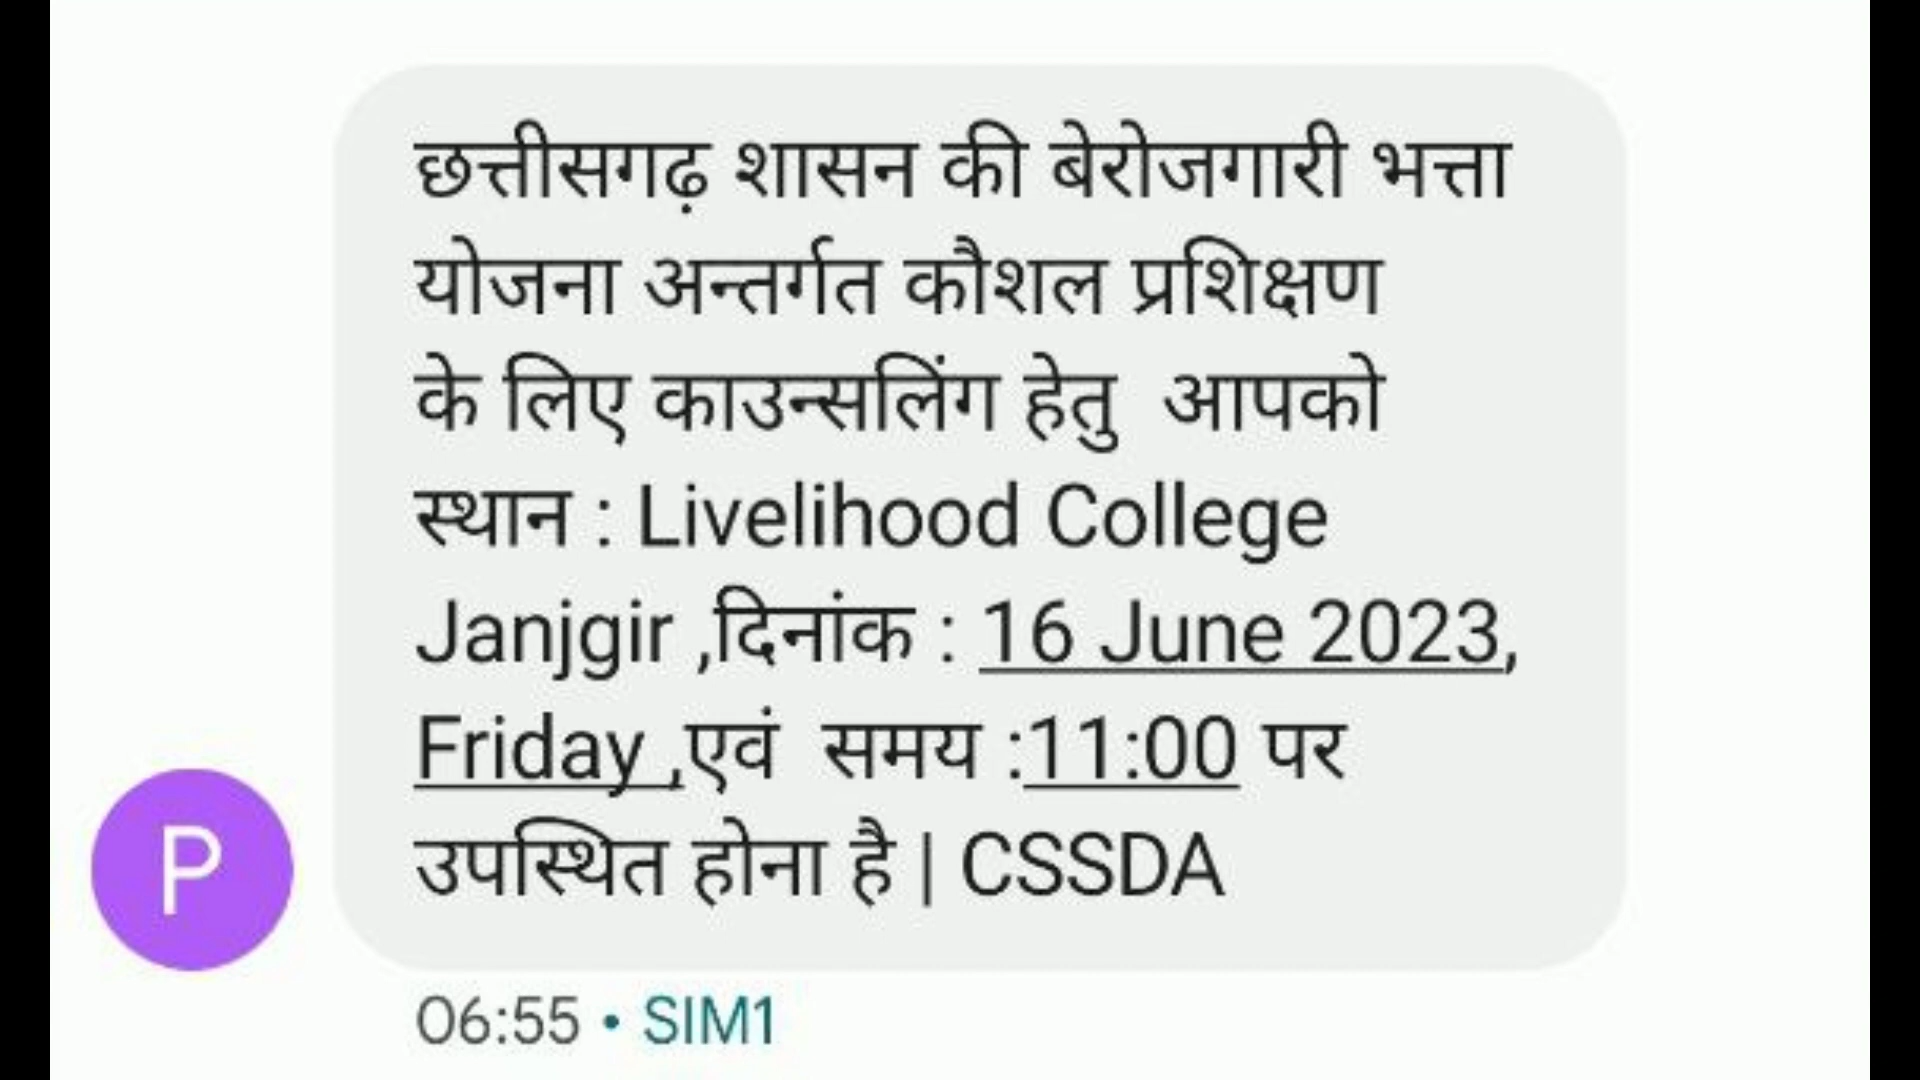 छत्तीसगढ़ शासन की बेरोजगारी भत्ता
योजना अन्तर्गत कौशल प्रशिक्षण
के लिए काउन्सलिंग हेतु  आपको
स्थान : Livelihood College
Janjgir ,दिनांक : 16 June 2023,
Friday ,एवं  समय :11:00 पर
उपस्थित होना है | CSSDA
P
06:55 • SIM1